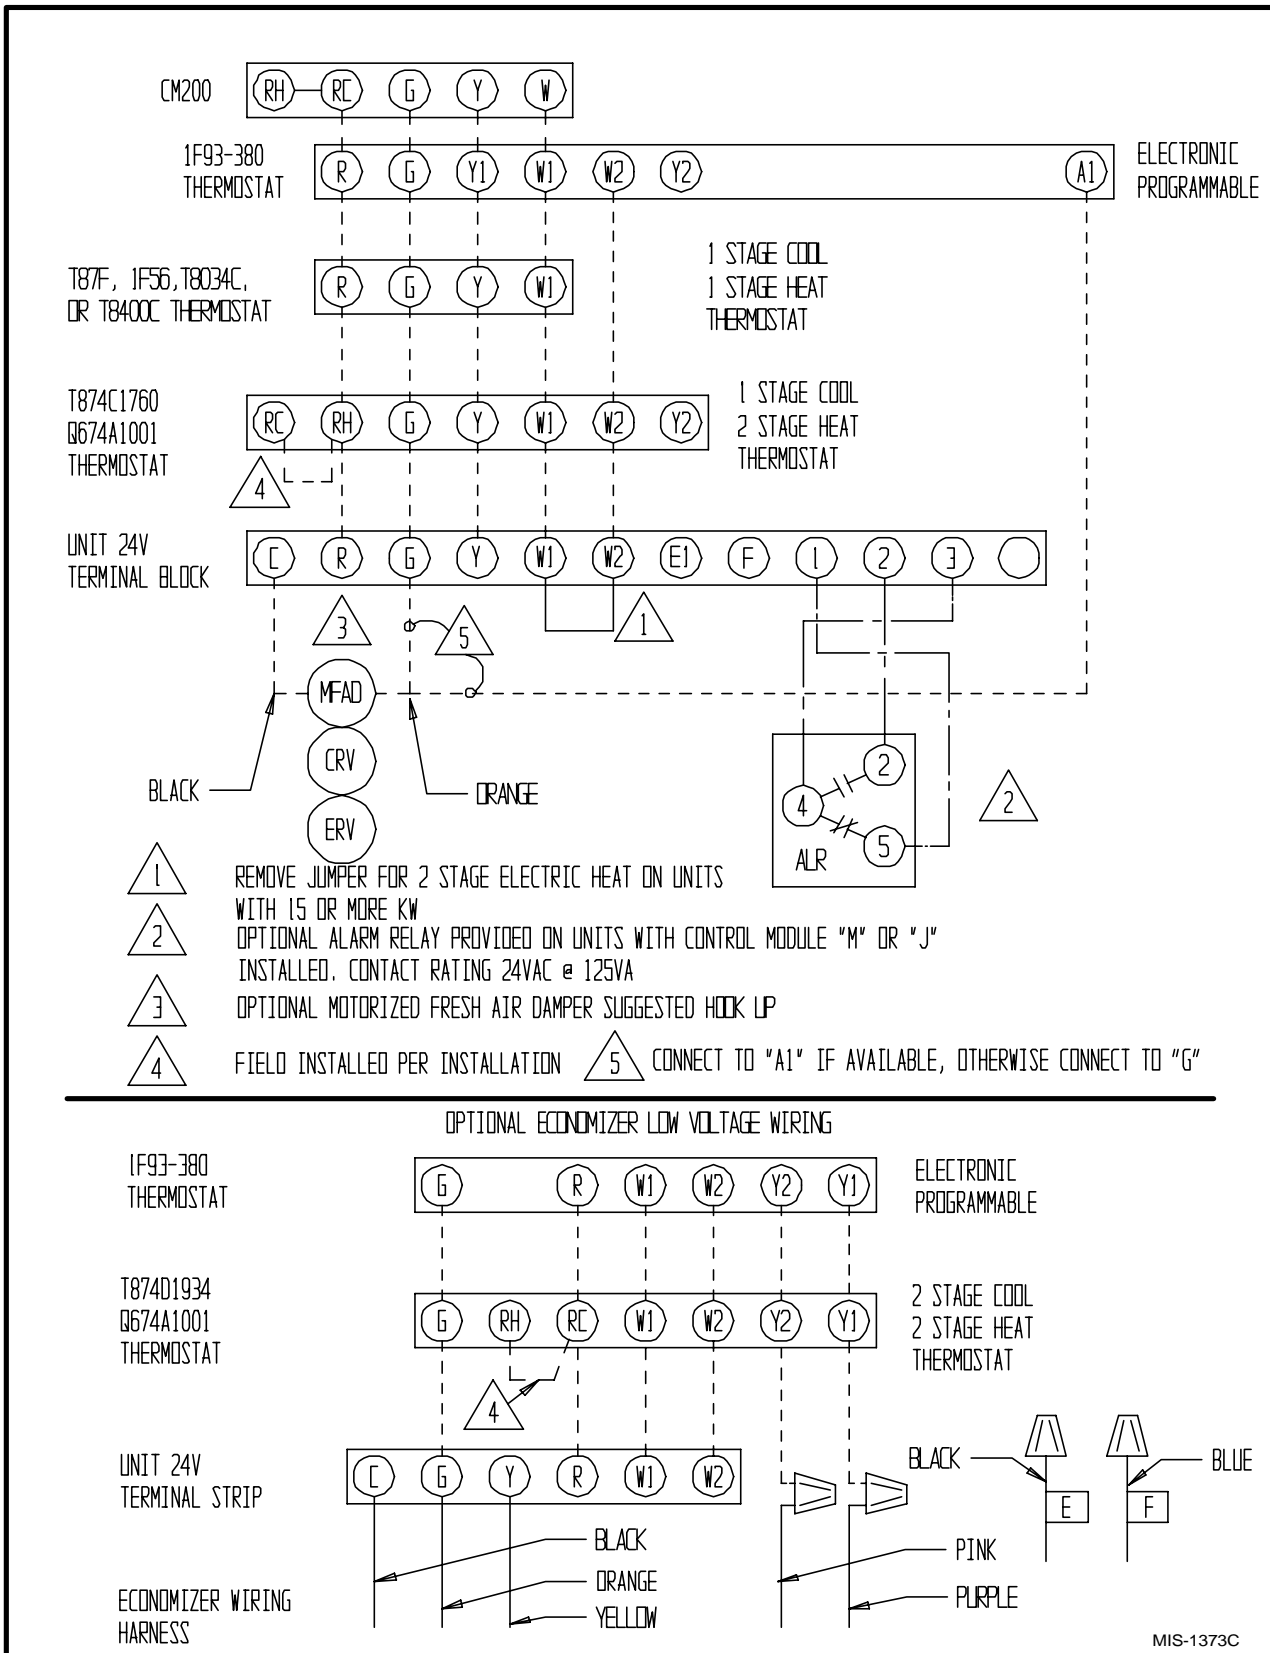 CM200 RH RC G Y W
1F93-380
THERMOSTAT
R G Y1 W1 W2 Y2 A1
ELECTRONIC
PROGRAMMABLE
T87F, 1F56,T8034C,
OR T8400C THERMOSTAT
R G Y W1
1 STAGE COOL
1 STAGE HEAT
THERMOSTAT
T874C1760
Q674A1001
THERMOSTAT
RC RH G Y W1 W2 Y2
1 STAGE COOL
2 STAGE HEAT
THERMOSTAT
4
UNIT 24V
TERMINAL BLOCK
C R G Y W1 W2 E1 F 1 2 3
3 5 1
MFAD
CRV
ERV
BLACK
ORANGE
2
4
5
ALR
2
1 REMOVE JUMPER FOR 2 STAGE ELECTRIC HEAT ON UNITS
WITH 15 OR MORE KW
2 OPTIONAL ALARM RELAY PROVIDED ON UNITS WITH CONTROL MODULE "M" OR "J"
INSTALLED. CONTACT RATING 24VAC @ 125VA
3 OPTIONAL MOTORIZED FRESH AIR DAMPER SUGGESTED HOOK UP
4 FIELD INSTALLED PER INSTALLATION
5 CONNECT TO "A1" IF AVAILABLE, OTHERWISE CONNECT TO "G"
OPTIONAL ECONOMIZER LOW VOLTAGE WIRING
1F93-380
THERMOSTAT
G R W1 W2 Y2 Y1
ELECTRONIC
PROGRAMMABLE
T874D1934
Q674A1001
THERMOSTAT
G RH RC W1 W2 Y2 Y1
2 STAGE COOL
2 STAGE HEAT
THERMOSTAT
4
UNIT 24V
TERMINAL STRIP
C G Y R W1 W2
BLACK
E
F
BLUE
ECONOMIZER WIRING
HARNESS
BLACK
ORANGE
YELLOW
PINK
PURPLE
MIS-1373C